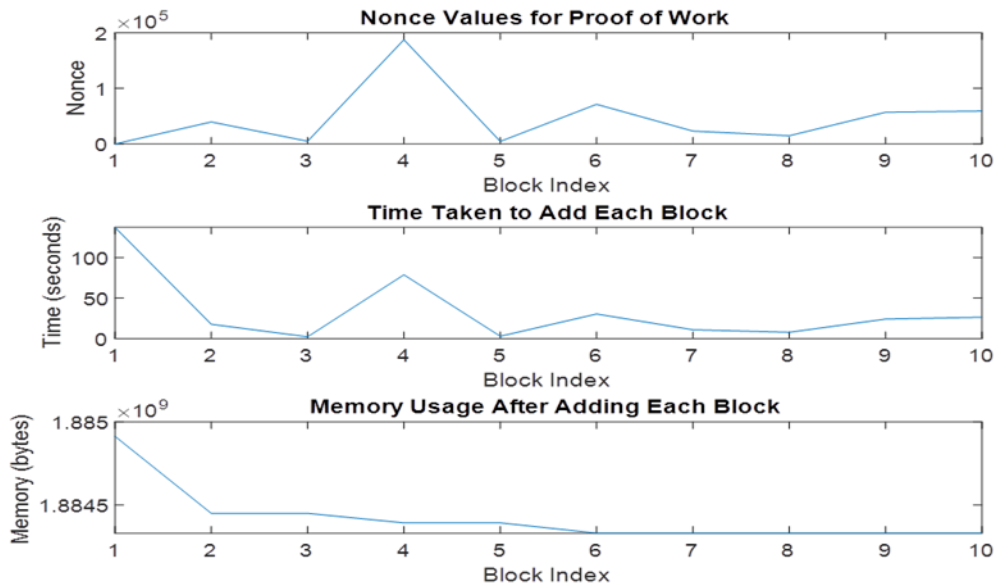 Nonce Values for Proof of Work
×10^5
2
1
0
Nonce
1 2 3 4 5 6 7 8 9 10
Block Index
Time Taken to Add Each Block
100
50
0
Time (seconds)
1 2 3 4 5 6 7 8 9 10
Block Index
Memory Usage After Adding Each Block
×10^9
1.885
1.8845
Memory (bytes)
1 2 3 4 5 6 7 8 9 10
Block Index